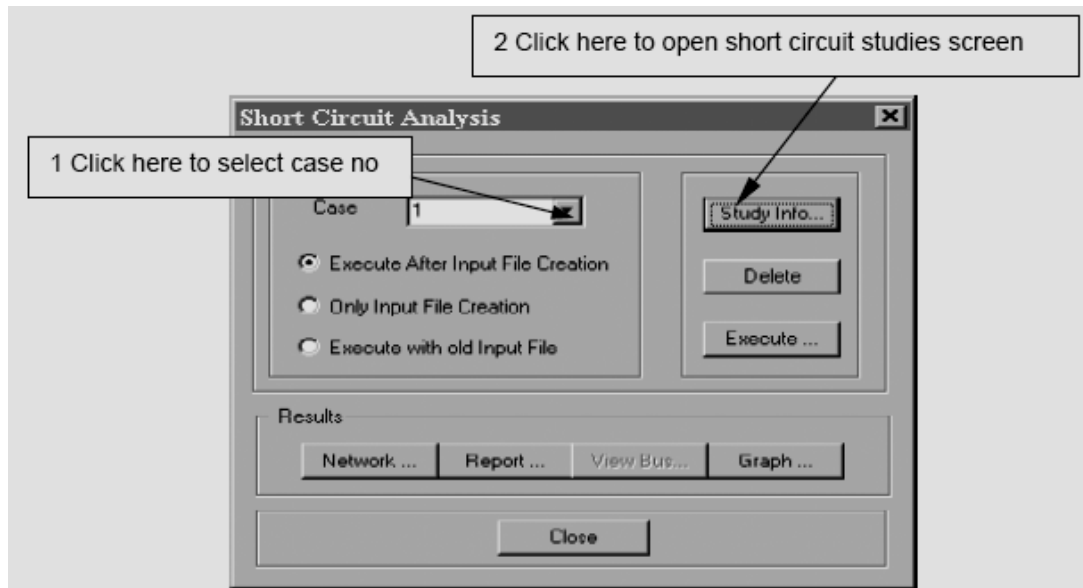 2 Click here to open short circuit studies screen
Short Circuit Analysis
1 Click here to select case no
Case 1
Study Info...
Execute After Input File Creation
Delete
Only Input File Creation
Execute ...
Execute with old Input File
Results
Network ...
Report ...
View Bus...
Graph ...
Close